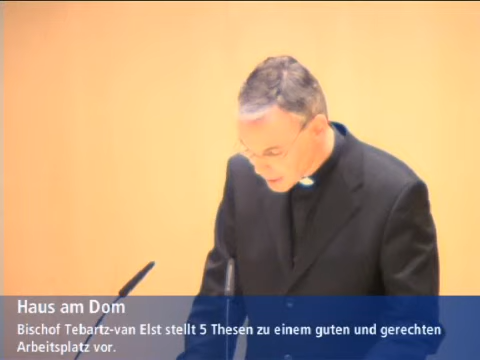 Haus am Dom
Bischof Tebartz-van Elst stellt 5 Thesen zu einem guten und gerechten
Arbeitsplatz vor.